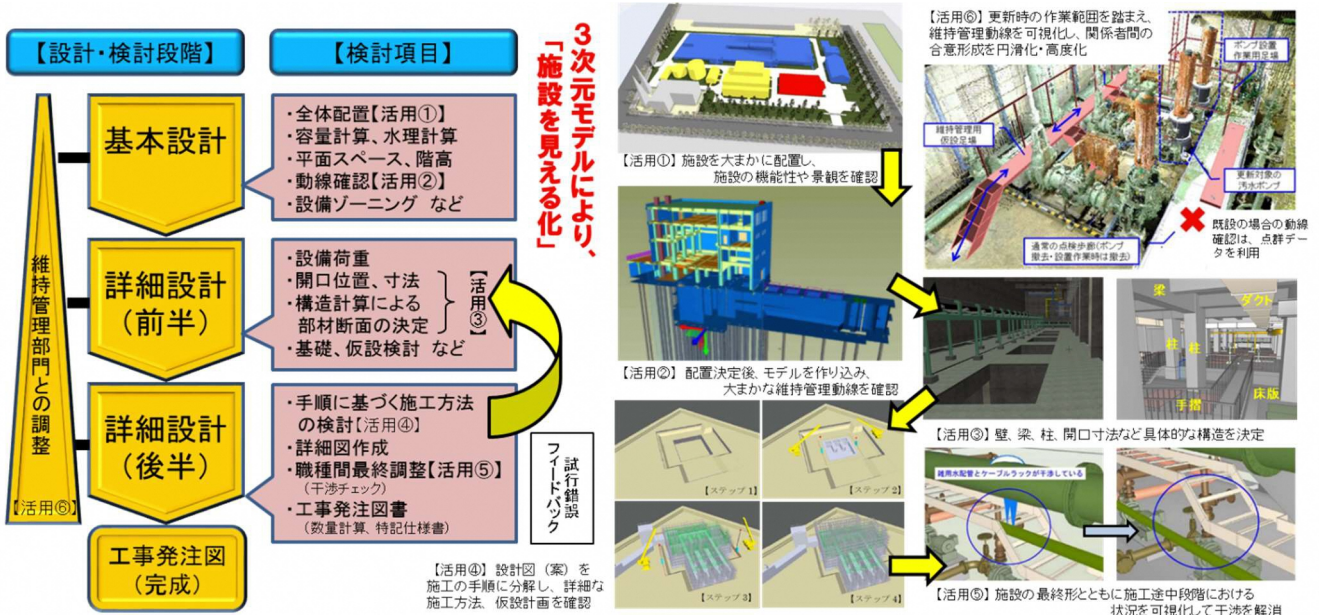 【設計・検討段階】
【検討項目】
基本設計
・全体配置【活用①】
・容量計算、水理計算
・平面スペース、階高
・動線確認【活用②】
・設備ゾーニング など
詳細設計
(前半)
・設備荷重
・開口位置、寸法
・構造計算による
部材断面の決定
・基礎、仮設検討 など
【活用③】
詳細設計
(後半)
・手順に基づく施工方法
の検討【活用④】
・詳細図作成
・職種間最終調整【活用⑤】
(干渉チェック)
・工事発注図書
(数量計算、特記仕様書)
工事発注図
(完成)
維持管理部門との調整
【活用⑥】
試行錯誤
フィードバック
3次元モデルにより、
「施設を見える化」
【活用①】 施設を大まかに配置し、
施設の機能性や景観を確認
【活用②】 配置決定後、モデルを作り込み、
大まかな維持管理動線を確認
【活用④】 設計図（案）を
施工の手順に分解し、詳細な
施工方法、仮設計画を確認
【ステップ1】
【ステップ2】
【ステップ3】
【ステップ4】
【活用⑥】 更新時の作業範囲を踏まえ、
維持管理動線を可視化し、関係者間の
合意形成を円滑化・高度化
ポンプ設置
作業用足場
維持管理用
仮設足場
更新対象の
汚水ポンプ
通常の点検歩廊(ポンプ
撤去・設置作業時は撤去)
既設の場合の動線
確認は、点群デー
タを利用
梁
ダクト
柱
柱
手摺
床版
【活用③】 壁、梁、柱、開口寸法など具体的な構造を決定
雑用水配管とケーブルラックが干渉している
【活用⑤】 施設の最終形とともに施工途中段階における
状況を可視化して干渉を解消